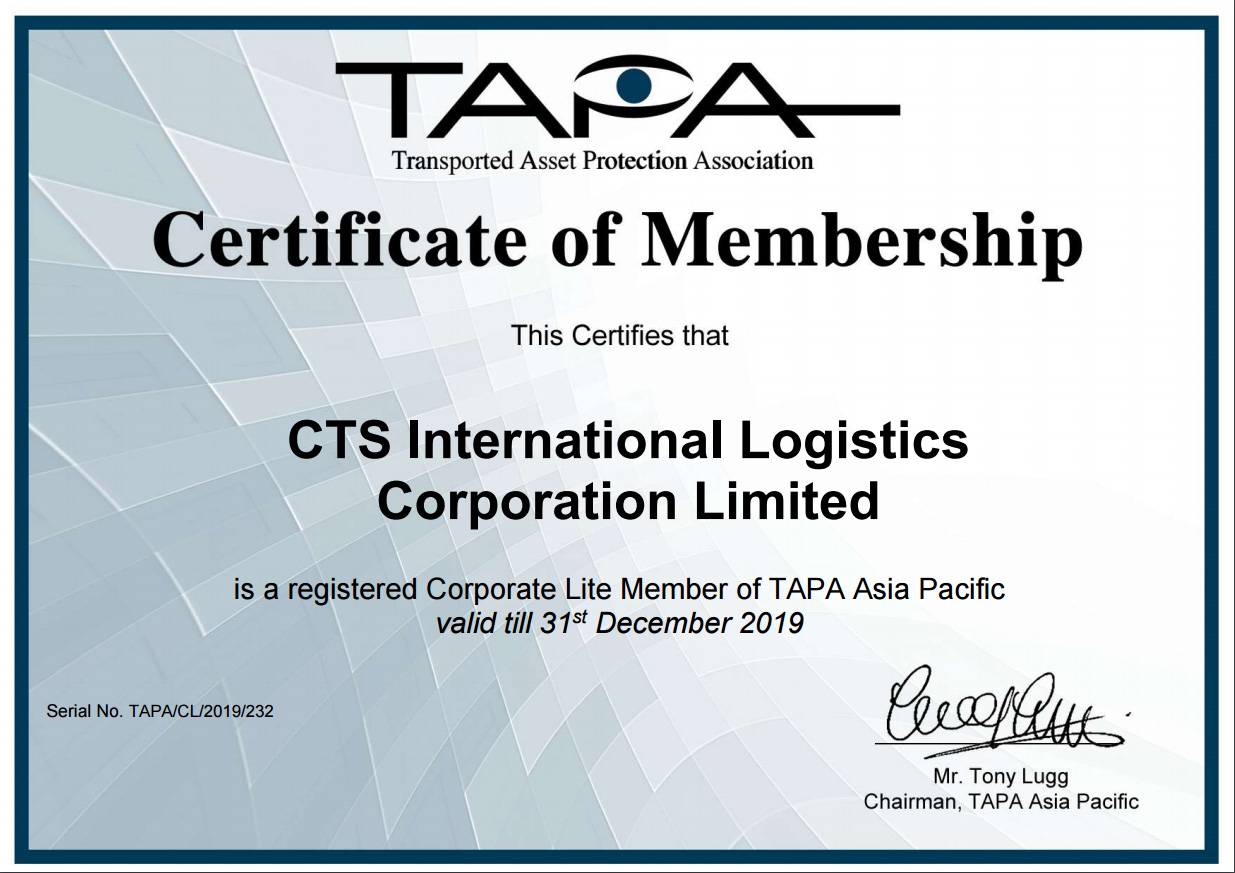 TAPA
Transported Asset Protection Association
Certificate of Membership
This Certifies that
CTS International Logistics
Corporation Limited
is a registered Corporate Lite Member of TAPA Asia Pacific
valid till 31st December 2019
Serial No. TAPA/CL/2019/232
Mr. Tony Lugg
Chairman, TAPA Asia Pacific